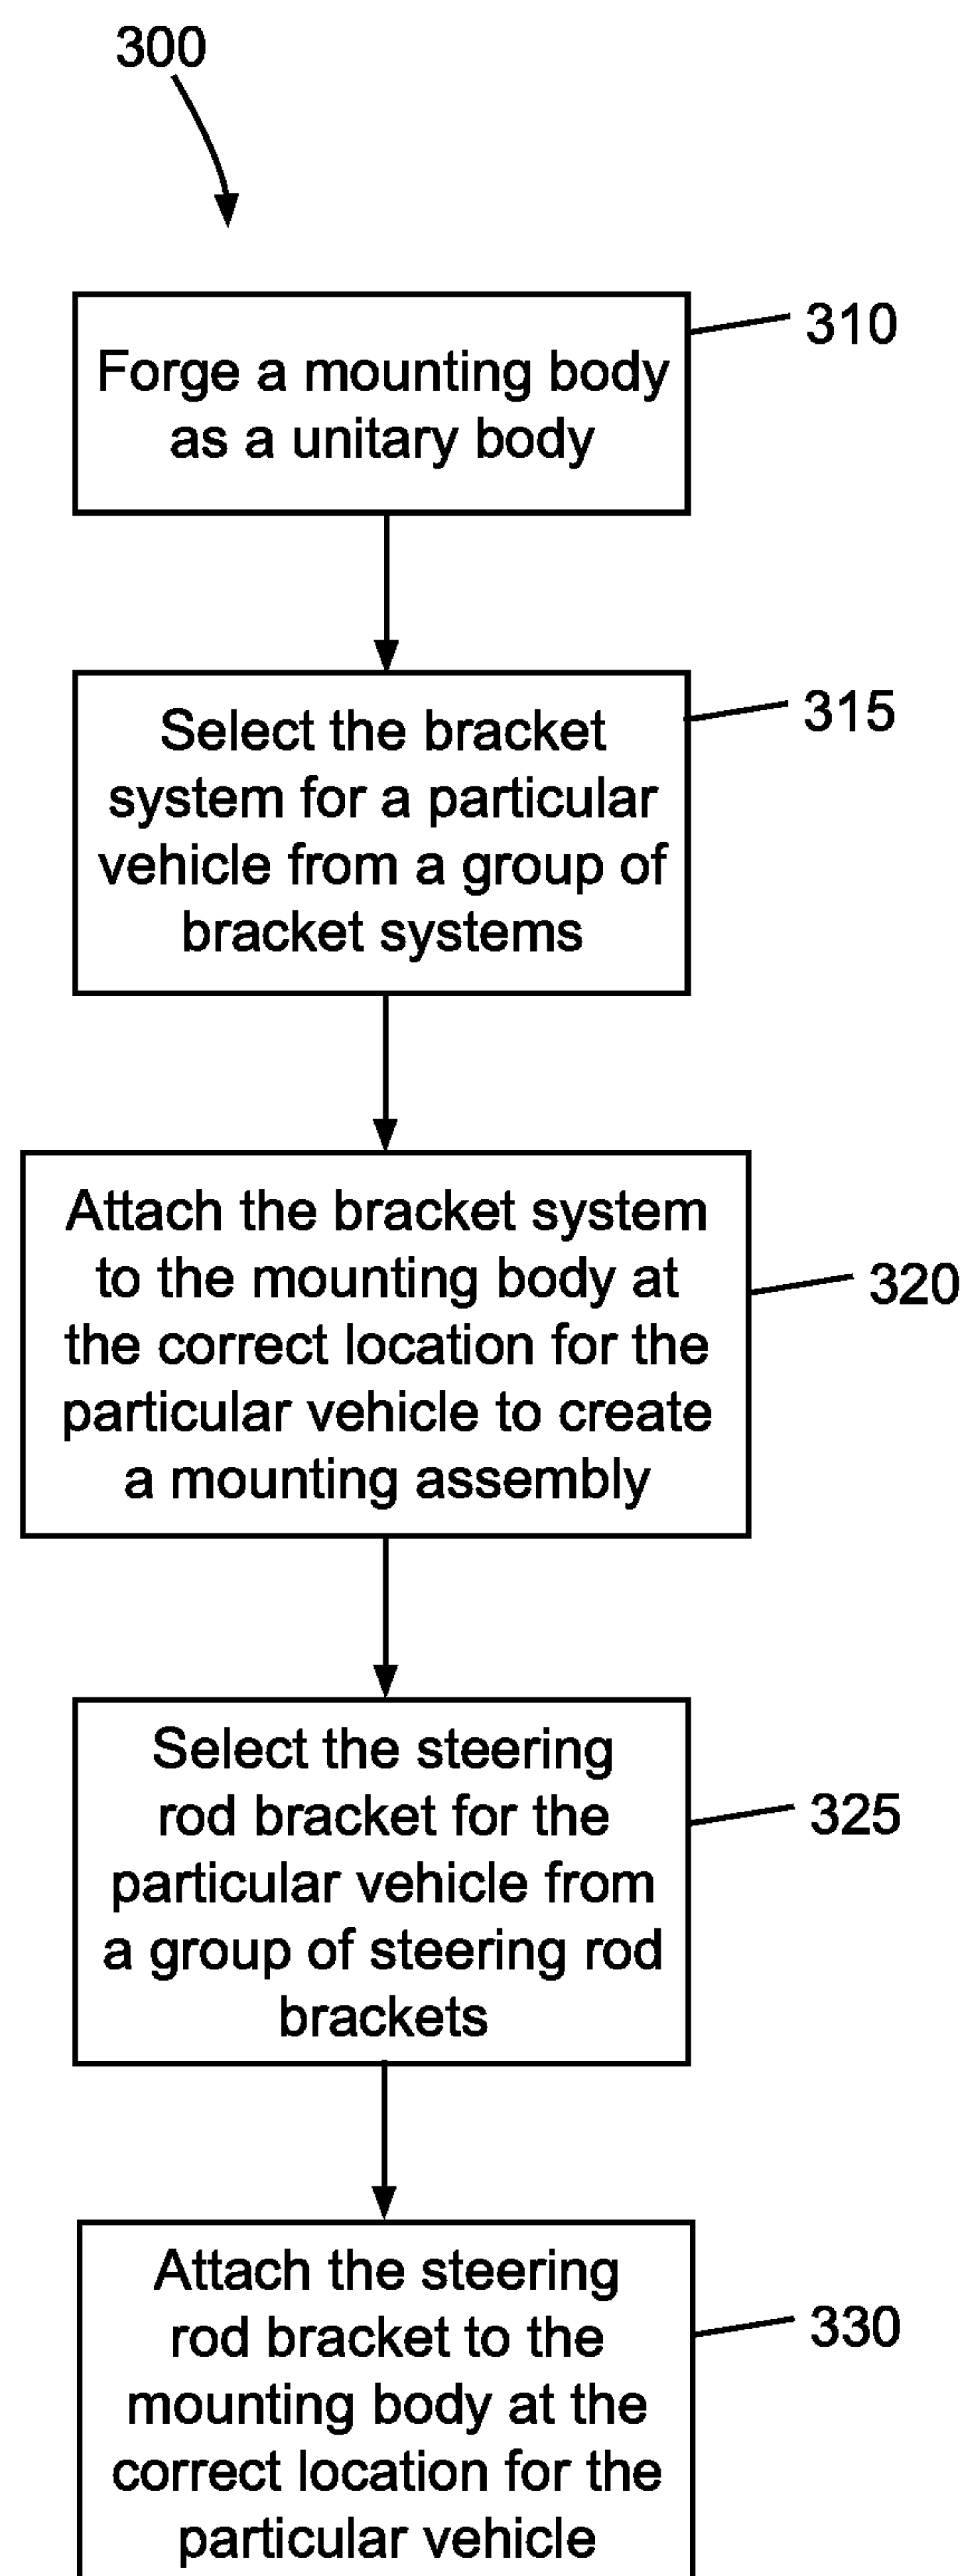 300
310
Forge a mounting body
as a unitary body
315
Select the bracket
system for a particular
vehicle from a group of
bracket systems
320
Attach the bracket system
to the mounting body at
the correct location for the
particular vehicle to create
a mounting assembly
325
Select the steering
rod bracket for the
particular vehicle from
a group of steering rod
brackets
330
Attach the steering
rod bracket to the
mounting body at the
correct location for the
particular vehicle